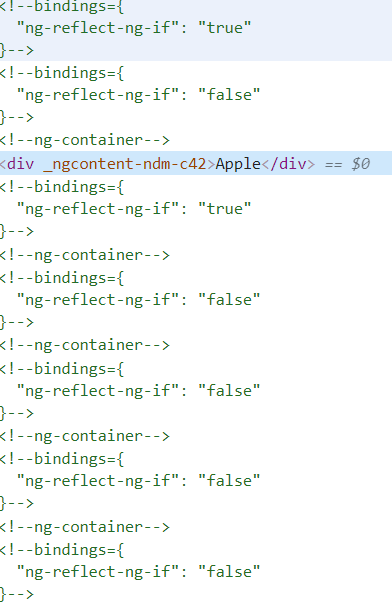 <!--bindings={
"ng-reflect-ng-if": "true"
}-->
<!--bindings={
"ng-reflect-ng-if": "false"
}-->
<!--ng-container-->
<div _ngcontent-ndm-c42>Apple</div> == $0
<!--bindings={
"ng-reflect-ng-if": "true"
}-->
<!--ng-container-->
<!--bindings={
"ng-reflect-ng-if": "false"
}-->
<!--ng-container-->
<!--bindings={
"ng-reflect-ng-if": "false"
}-->
<!--ng-container-->
<!--bindings={
"ng-reflect-ng-if": "false"
}-->
<!--ng-container-->
<!--bindings={
"ng-reflect-ng-if": "false"
}-->